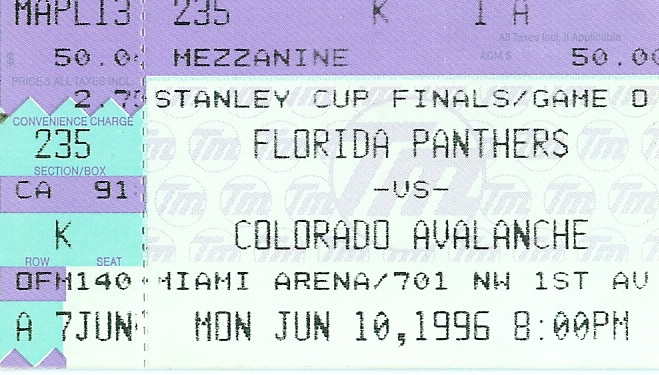 MAPL13 235 K 1 A
All Taxes Incl. If Applicable
$ 50.0 MEZZANINE ADM $ 50.00
PRICE & ALL TAXES INCL.
2.75 STANLEY CUP FINALS/GAME O
CONVENIENCE CHARGE
235 FLORIDA PANTHERS
SECTION/BOX
CA 91 -VS-
K COLORADO AVALANCHE
ROW SEAT
OFM140 MIAMI ARENA/701 NW 1ST AV
A 7JUN MON JUN 10,1996 8:00PM